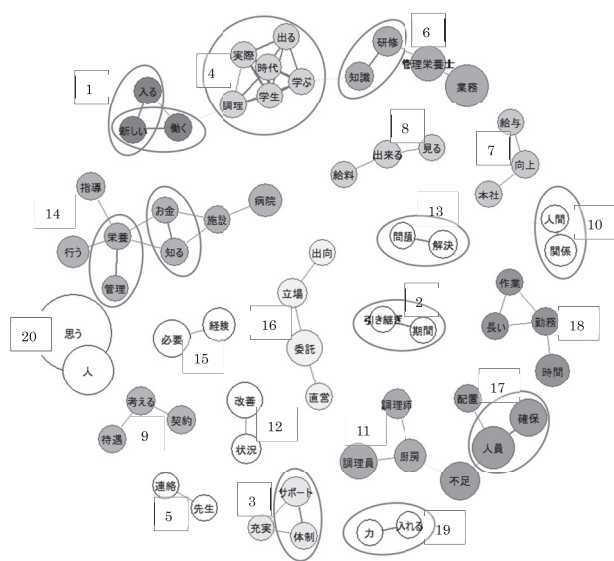 出る
6
実際
研修
4
時代
管理栄養士
1
学ぶ
知識
入る
業務
学生
調理
新しい
働く
8
給与
見る
7
出来る
向上
給料
指導
病院
本社
14
お金
施設
13
人間
10
栄養
問題
解決
関係
行う
知る
出向
管理
作業
立場
2
経験
引き継ぎ
期間
長い
勤務
18
20
思う
必要
15
16
委託
人
時間
17
調理師
配置
改善
直営
考える
確保
契約
12
11
待遇
9
状況
人員
調理員
厨房
不足
連絡
サポート
3
先生
5
充実
体制
力
入れる
19